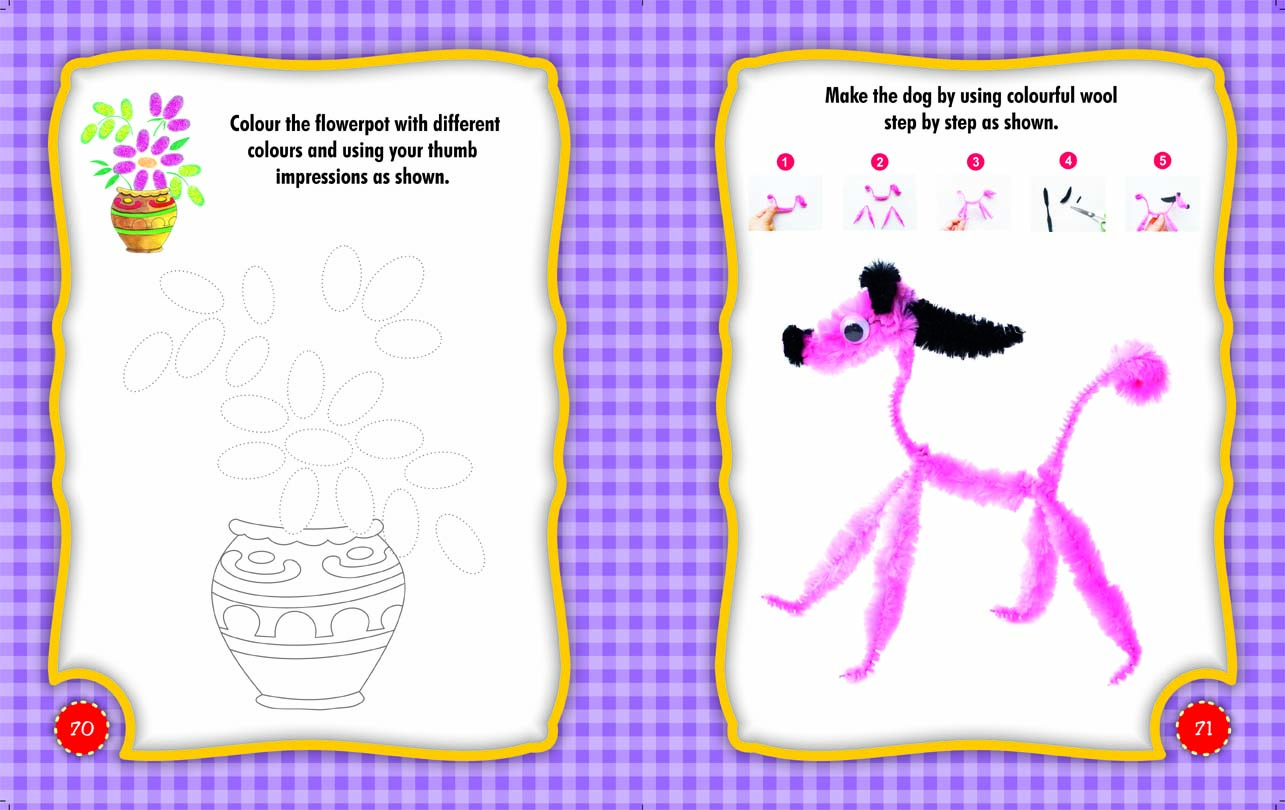 Colour the flowerpot with different
colours and using your thumb
impressions as shown.
70
Make the dog by using colourful wool
step by step as shown.
1 2 3 4 5
71